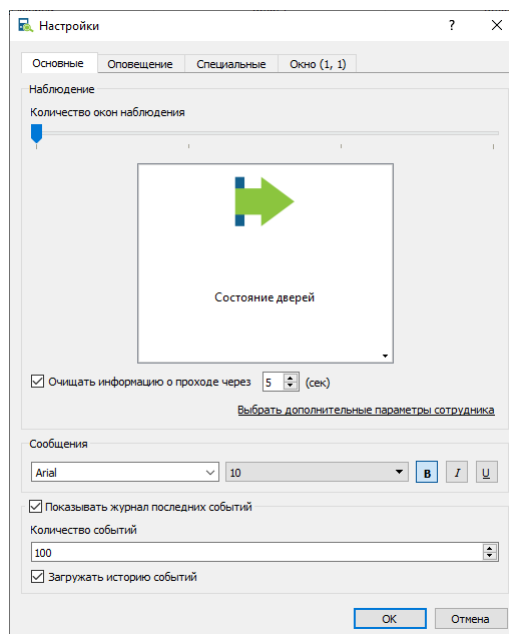 Настройки
?
Основные Оповещение Специальные Окно (1, 1)
Наблюдение
Количество окон наблюдения
Состояние дверей
Очищать информацию о проходе через 5 (сек)
Выбрать дополнительные параметры сотрудника
Сообщения
Arial 10 B I U
Показывать журнал последних событий
Количество событий
100
Загружать историю событий
OK Отмена